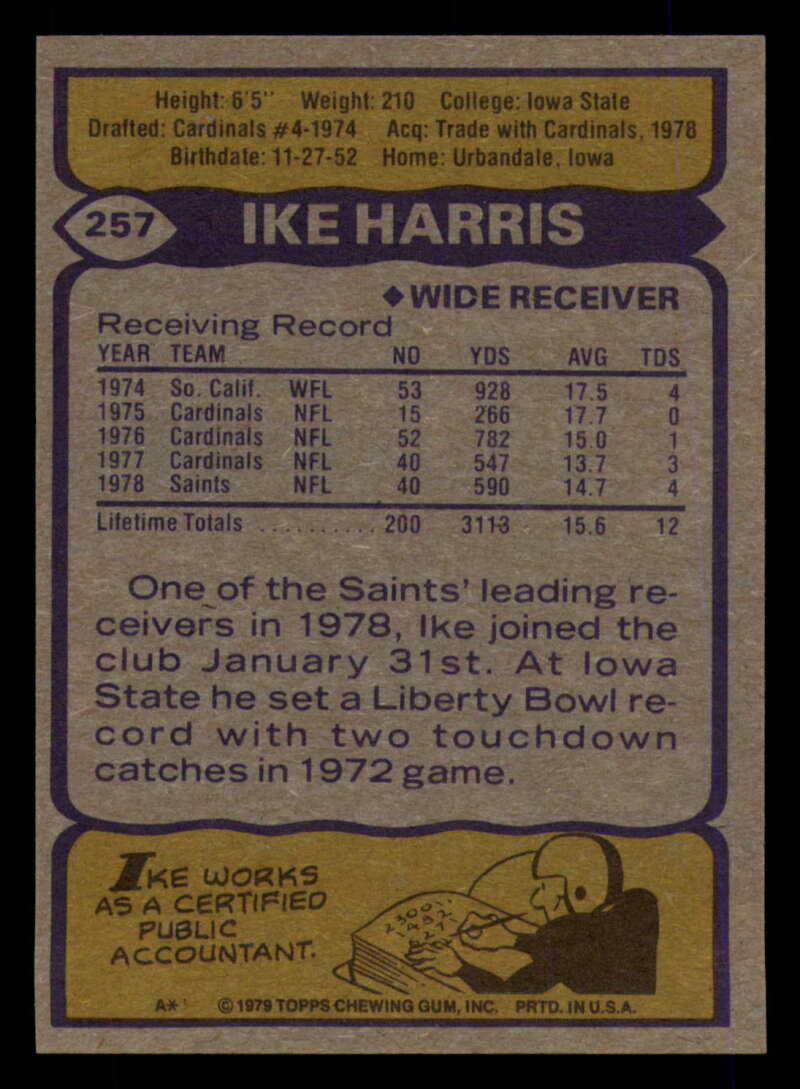 Height: 6'5" Weight: 210 College: Iowa State
Drafted: Cardinals #4-1974 Acq: Trade with Cardinals, 1978
Birthdate: 11-27-52 Home: Urbandale, Iowa
257 IKE HARRIS
◆ WIDE RECEIVER
Receiving Record
YEAR TEAM NO YDS AVG TDS
1974 So. Calif. WFL 53 928 17.5 4
1975 Cardinals NFL 15 266 17.7 0
1976 Cardinals NFL 52 782 15.0 1
1977 Cardinals NFL 40 547 13.7 3
1978 Saints NFL 40 590 14.7 4
Lifetime Totals .......... 200 3113 15.6 12
One of the Saints' leading re-
ceivers in 1978, Ike joined the
club January 31st. At Iowa
State he set a Liberty Bowl re-
cord with two touchdown
catches in 1972 game.
IKE WORKS
AS A CERTIFIED
PUBLIC
ACCOUNTANT.
A* © 1979 TOPPS CHEWING GUM, INC. PRTD. IN U.S.A.